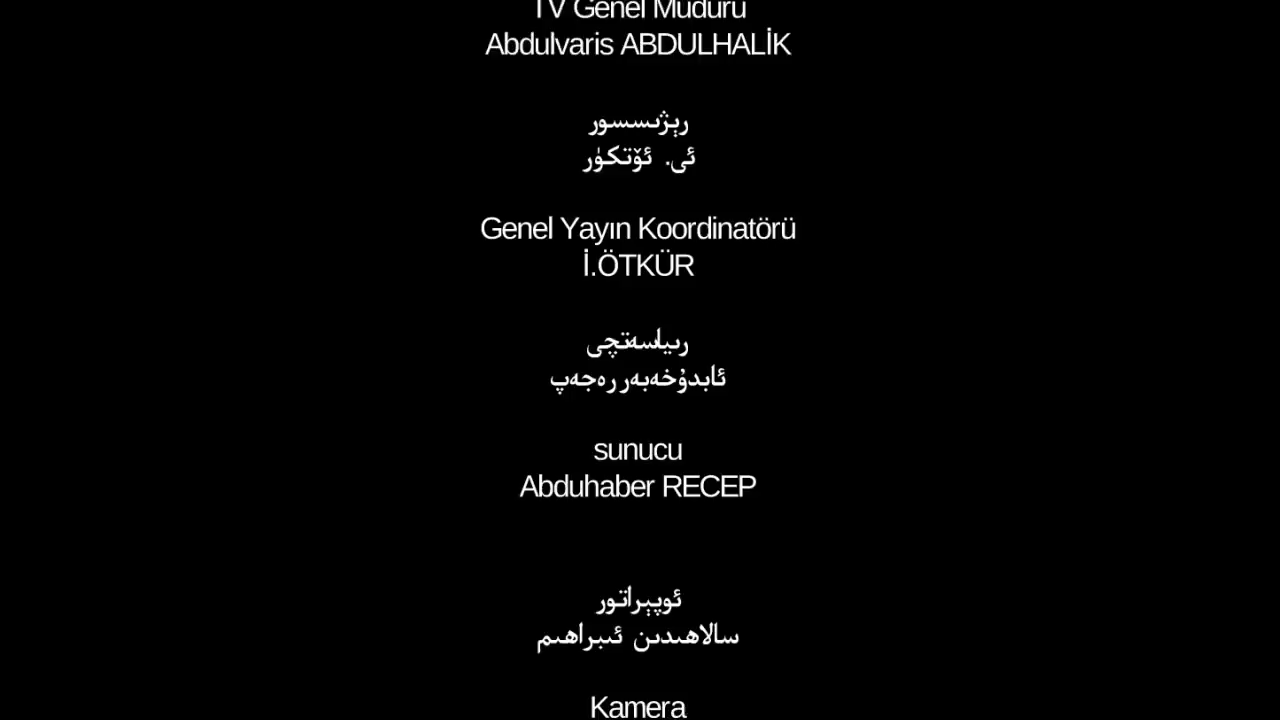 TV Genel Müdürü
Abdulvaris ABDULHALİK
رېژىسسور
ئى. ئۆتكۈر
Genel Yayın Koordinatörü
İ.ÖTKÜR
رىياسەتچى
ئابدۇخەبەر رەجەپ
sunucu
Abduhaber RECEP
ئوپېراتور
سالاھىدىن ئىبراھىم
Kamera